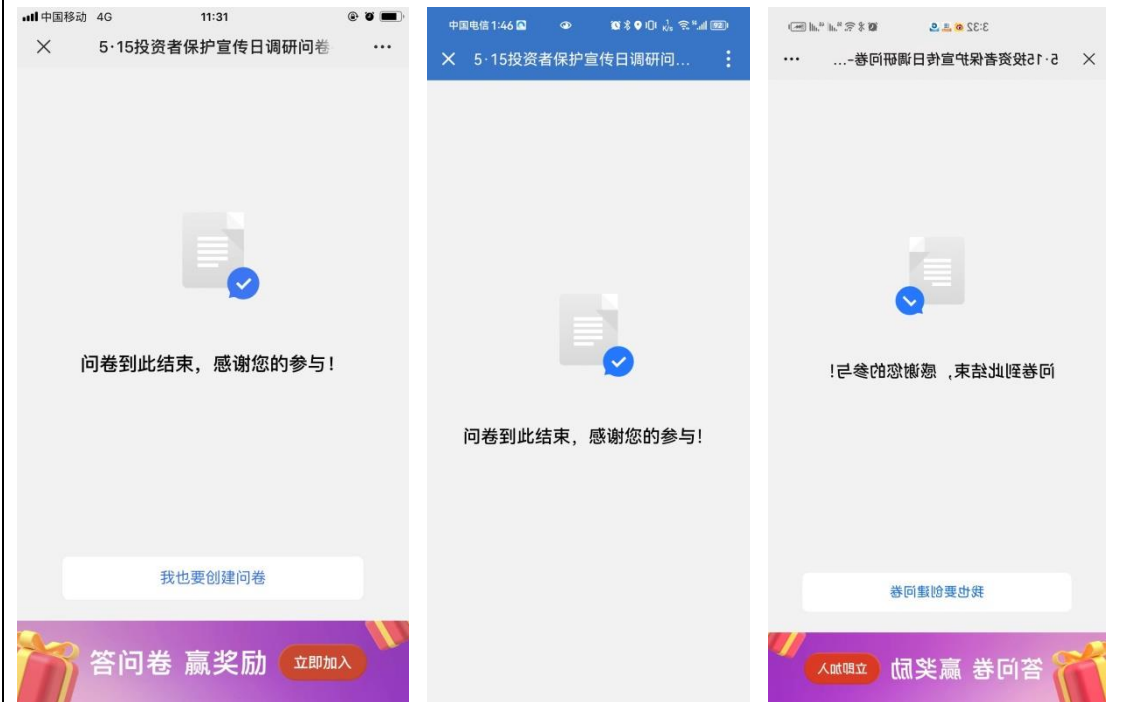 中国移动 4G 11:31
5·15投资者保护宣传日调研问卷
...
问卷到此结束，感谢您的参与！
我也要创建问卷
答问卷 赢奖励 立即加入
中国电信 1:46
5·15投资者保护宣传日调研问...
问卷到此结束，感谢您的参与！
3:32
5·15投资者保护宣传日调研问卷-...
...
问卷到此结束，感谢您的参与！
我也要创建问卷
答问卷 赢奖励 立即加入